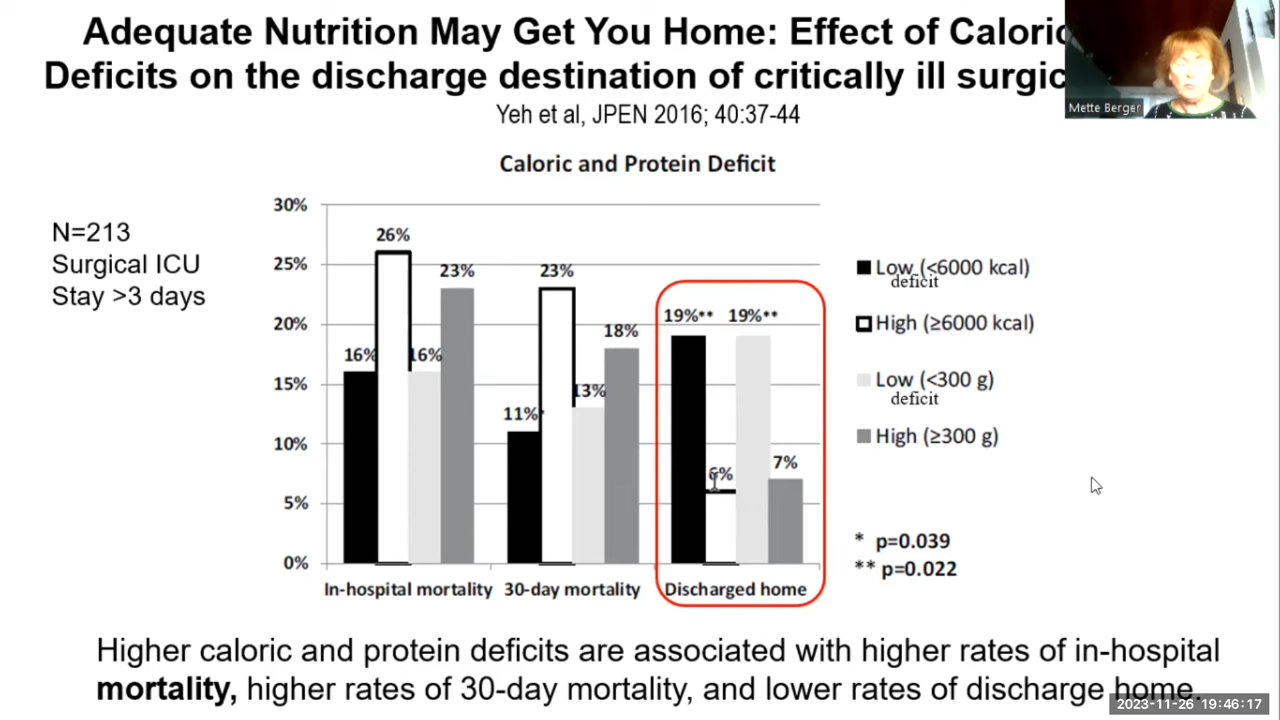 Adequate Nutrition May Get You Home: Effect of Caloric
Deficits on the discharge destination of critically ill
Yeh et al, JPEN 2016; 40:37-44
Mette Berger
Caloric and Protein Deficit
N=213
Surgical ICU
Stay >3 days
30%
25%
20%
15%
10%
5%
0%
16%
26%
16%
23%
11%*
23%
13%
18%
19%**
6%
19%**
7%
In-hospital mortality
30-day mortality
Discharged home
Low (<6000 kcal)
deficit
High (≥6000 kcal)
Low (<300 g)
deficit
High (≥300 g)
* p=0.039
** p=0.022
Higher caloric and protein deficits are associated with higher rates of in-hospital
mortality, higher rates of 30-day mortality, and lower rates of discharge home.
2023-11-26 19:46:17